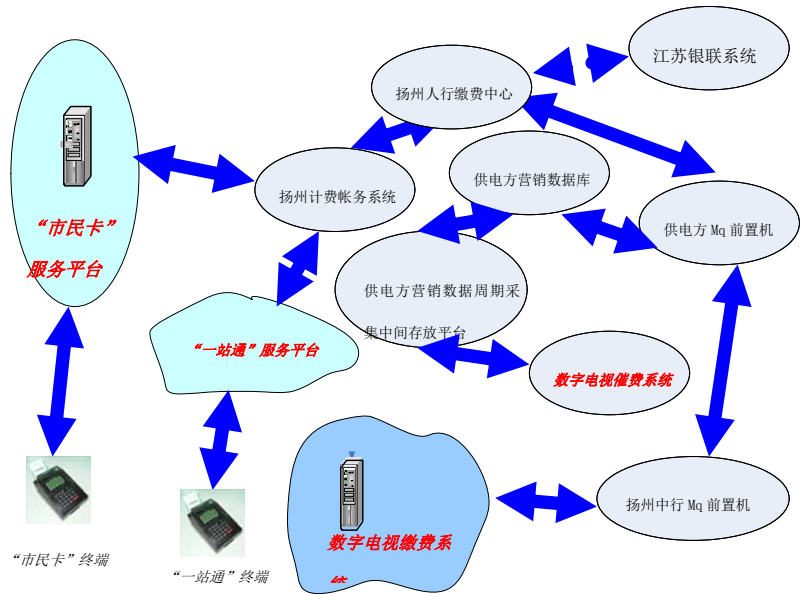 江苏银联系统
扬州人行缴费中心
供电方营销数据库
扬州计费帐务系统
供电方 Mq 前置机
“市民卡”
服务平台
供电方营销数据周期采
集中间存放平台
“一站通”服务平台
数字电视催费系统
扬州中行 Mq 前置机
数字电视缴费系
统
“市民卡”终端
“一站通”终端